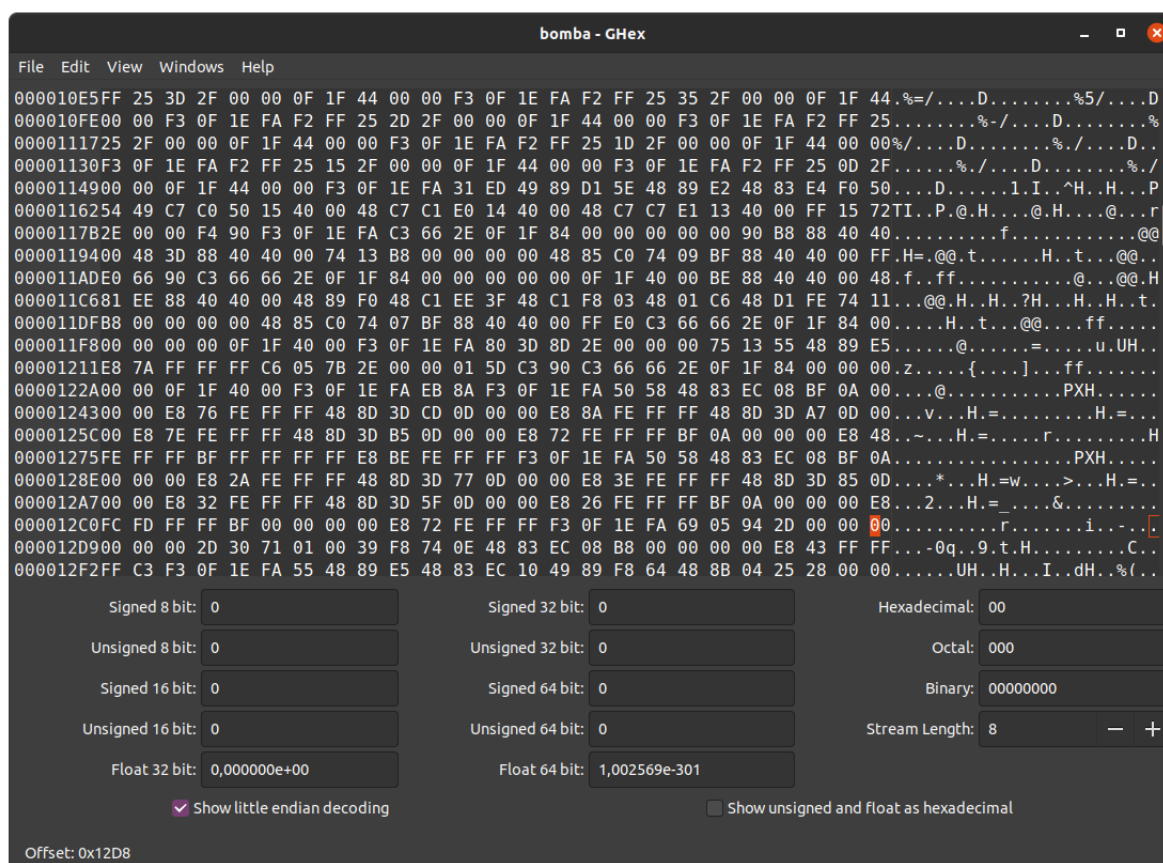 bomba - GHex
File Edit View Windows Help
000010E5FF 25 3D 2F 00 00 0F 1F 44 00 00 F3 0F 1E FA F2 FF 25 35 2F 00 00 0F 1F 44.%=/....D........%5/....D
000010FE00 00 F3 0F 1E FA F2 FF 25 2D 2F 00 00 0F 1F 44 00 00 F3 0F 1E FA F2 FF 25........%-/....D........%
0000111725 2F 00 00 0F 1F 44 00 00 F3 0F 1E FA F2 FF 25 1D 2F 00 00 0F 1F 44 00 00%/....D........%./....D..
00001130F3 0F 1E FA F2 FF 25 15 2F 00 00 0F 1F 44 00 00 F3 0F 1E FA F2 FF 25 0D 2F......%./....D........%./
0000114900 00 0F 1F 44 00 00 F3 0F 1E FA 31 ED 49 89 D1 5E 48 89 E2 48 83 E4 F0 50....D......1.I..^H..H...P
0000116254 49 C7 C0 50 15 40 00 48 C7 C1 E0 14 40 00 48 C7 C7 E1 13 40 00 FF 15 72TI..P.@.H....@.H....@...r
0000117B2E 00 00 F4 90 F3 0F 1E FA C3 66 2E 0F 1F 84 00 00 00 00 00 90 B8 88 40 40..........f............@@
0000119400 48 3D 88 40 40 00 74 13 B8 00 00 00 00 48 85 C0 74 09 BF 88 40 40 00 FF.H=.@@.t......H..t...@@..
000011ADE0 66 90 C3 66 66 2E 0F 1F 84 00 00 00 00 00 0F 1F 40 00 BE 88 40 40 00 48.f..ff...........@...@@.H
000011C681 EE 88 40 40 00 48 89 F0 48 C1 EE 3F 48 C1 F8 03 48 01 C6 48 D1 FE 74 11...@@.H..H..?H...H..H..t.
000011DFB8 00 00 00 00 48 85 C0 74 07 BF 88 40 40 00 FF E0 C3 66 66 2E 0F 1F 84 00.....H..t...@@....ff.....
000011F800 00 00 00 0F 1F 40 00 F3 0F 1E FA 80 3D 8D 2E 00 00 00 75 13 55 48 89 E5......@......=.....u.UH..
00001211E8 7A FF FF FF C6 05 7B 2E 00 00 01 5D C3 90 C3 66 66 2E 0F 1F 84 00 00 00.z.....{....]...ff.......
0000122A00 00 0F 1F 40 00 F3 0F 1E FA EB 8A F3 0F 1E FA 50 58 48 83 EC 08 BF 0A 00....@...........PXH......
0000124300 00 E8 76 FE FF FF 48 8D 3D CD 0D 00 00 E8 8A FE FF FF 48 8D 3D A7 0D 00...v...H.=.........H.=...
0000125C00 E8 7E FE FF FF 48 8D 3D B5 0D 00 00 E8 72 FE FF FF BF 0A 00 00 00 E8 48..~...H.=.....r.........H
00001275FE FF FF BF FF FF FF FF E8 BE FE FF FF F3 0F 1E FA 50 58 48 83 EC 08 BF 0A.................PXH.....
0000128E00 00 00 E8 2A FE FF FF 48 8D 3D 77 0D 00 00 E8 3E FE FF FF 48 8D 3D 85 0D....*...H.=w....>...H.=..
000012A700 00 E8 32 FE FF FF 48 8D 3D 5F 0D 00 00 E8 26 FE FF FF BF 0A 00 00 00 E8...2...H.=_....&.........
000012C0FC FD FF FF BF 00 00 00 00 E8 72 FE FF FF F3 0F 1E FA 69 05 94 2D 00 00 00..........r.......i..-...
000012D900 00 00 2D 30 71 01 00 39 F8 74 0E 48 83 EC 08 B8 00 00 00 00 E8 43 FF FF...-0q..9.t.H.........C..
000012F2FF C3 F3 0F 1E FA 55 48 89 E5 48 83 EC 10 49 89 F8 64 48 8B 04 25 28 00 00......UH..H...I..dH..%(..
Signed 8 bit: 0 Signed 32 bit: 0 Hexadecimal: 00
Unsigned 8 bit: 0 Unsigned 32 bit: 0 Octal: 000
Signed 16 bit: 0 Signed 64 bit: 0 Binary: 00000000
Unsigned 16 bit: 0 Unsigned 64 bit: 0 Stream Length: 8 − +
Float 32 bit: 0,000000e+00 Float 64 bit: 1,002569e-301
Show little endian decoding Show unsigned and float as hexadecimal
Offset: 0x12D8